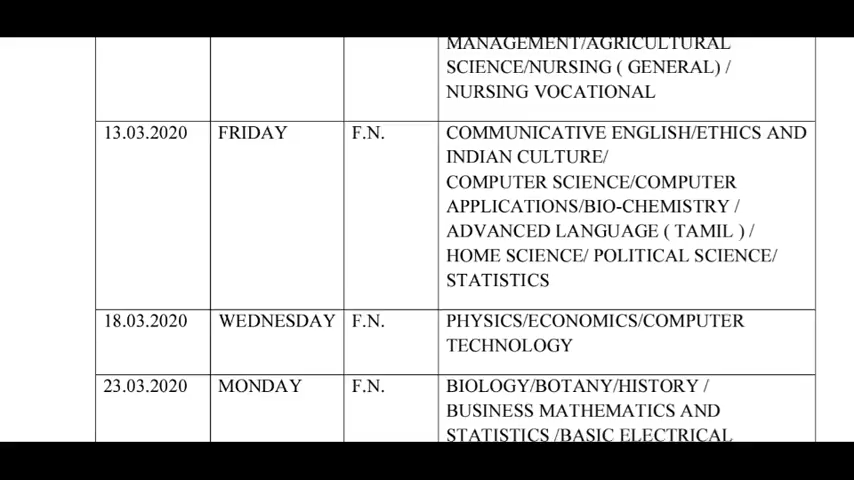 MANAGEMENT/AGRICULTURAL
SCIENCE/NURSING ( GENERAL) /
NURSING VOCATIONAL
13.03.2020 FRIDAY F.N. COMMUNICATIVE ENGLISH/ETHICS AND
INDIAN CULTURE/
COMPUTER SCIENCE/COMPUTER
APPLICATIONS/BIO-CHEMISTRY /
ADVANCED LANGUAGE ( TAMIL ) /
HOME SCIENCE/ POLITICAL SCIENCE/
STATISTICS
18.03.2020 WEDNESDAY F.N. PHYSICS/ECONOMICS/COMPUTER
TECHNOLOGY
23.03.2020 MONDAY F.N. BIOLOGY/BOTANY/HISTORY /
BUSINESS MATHEMATICS AND
STATISTICS /BASIC ELECTRICAL